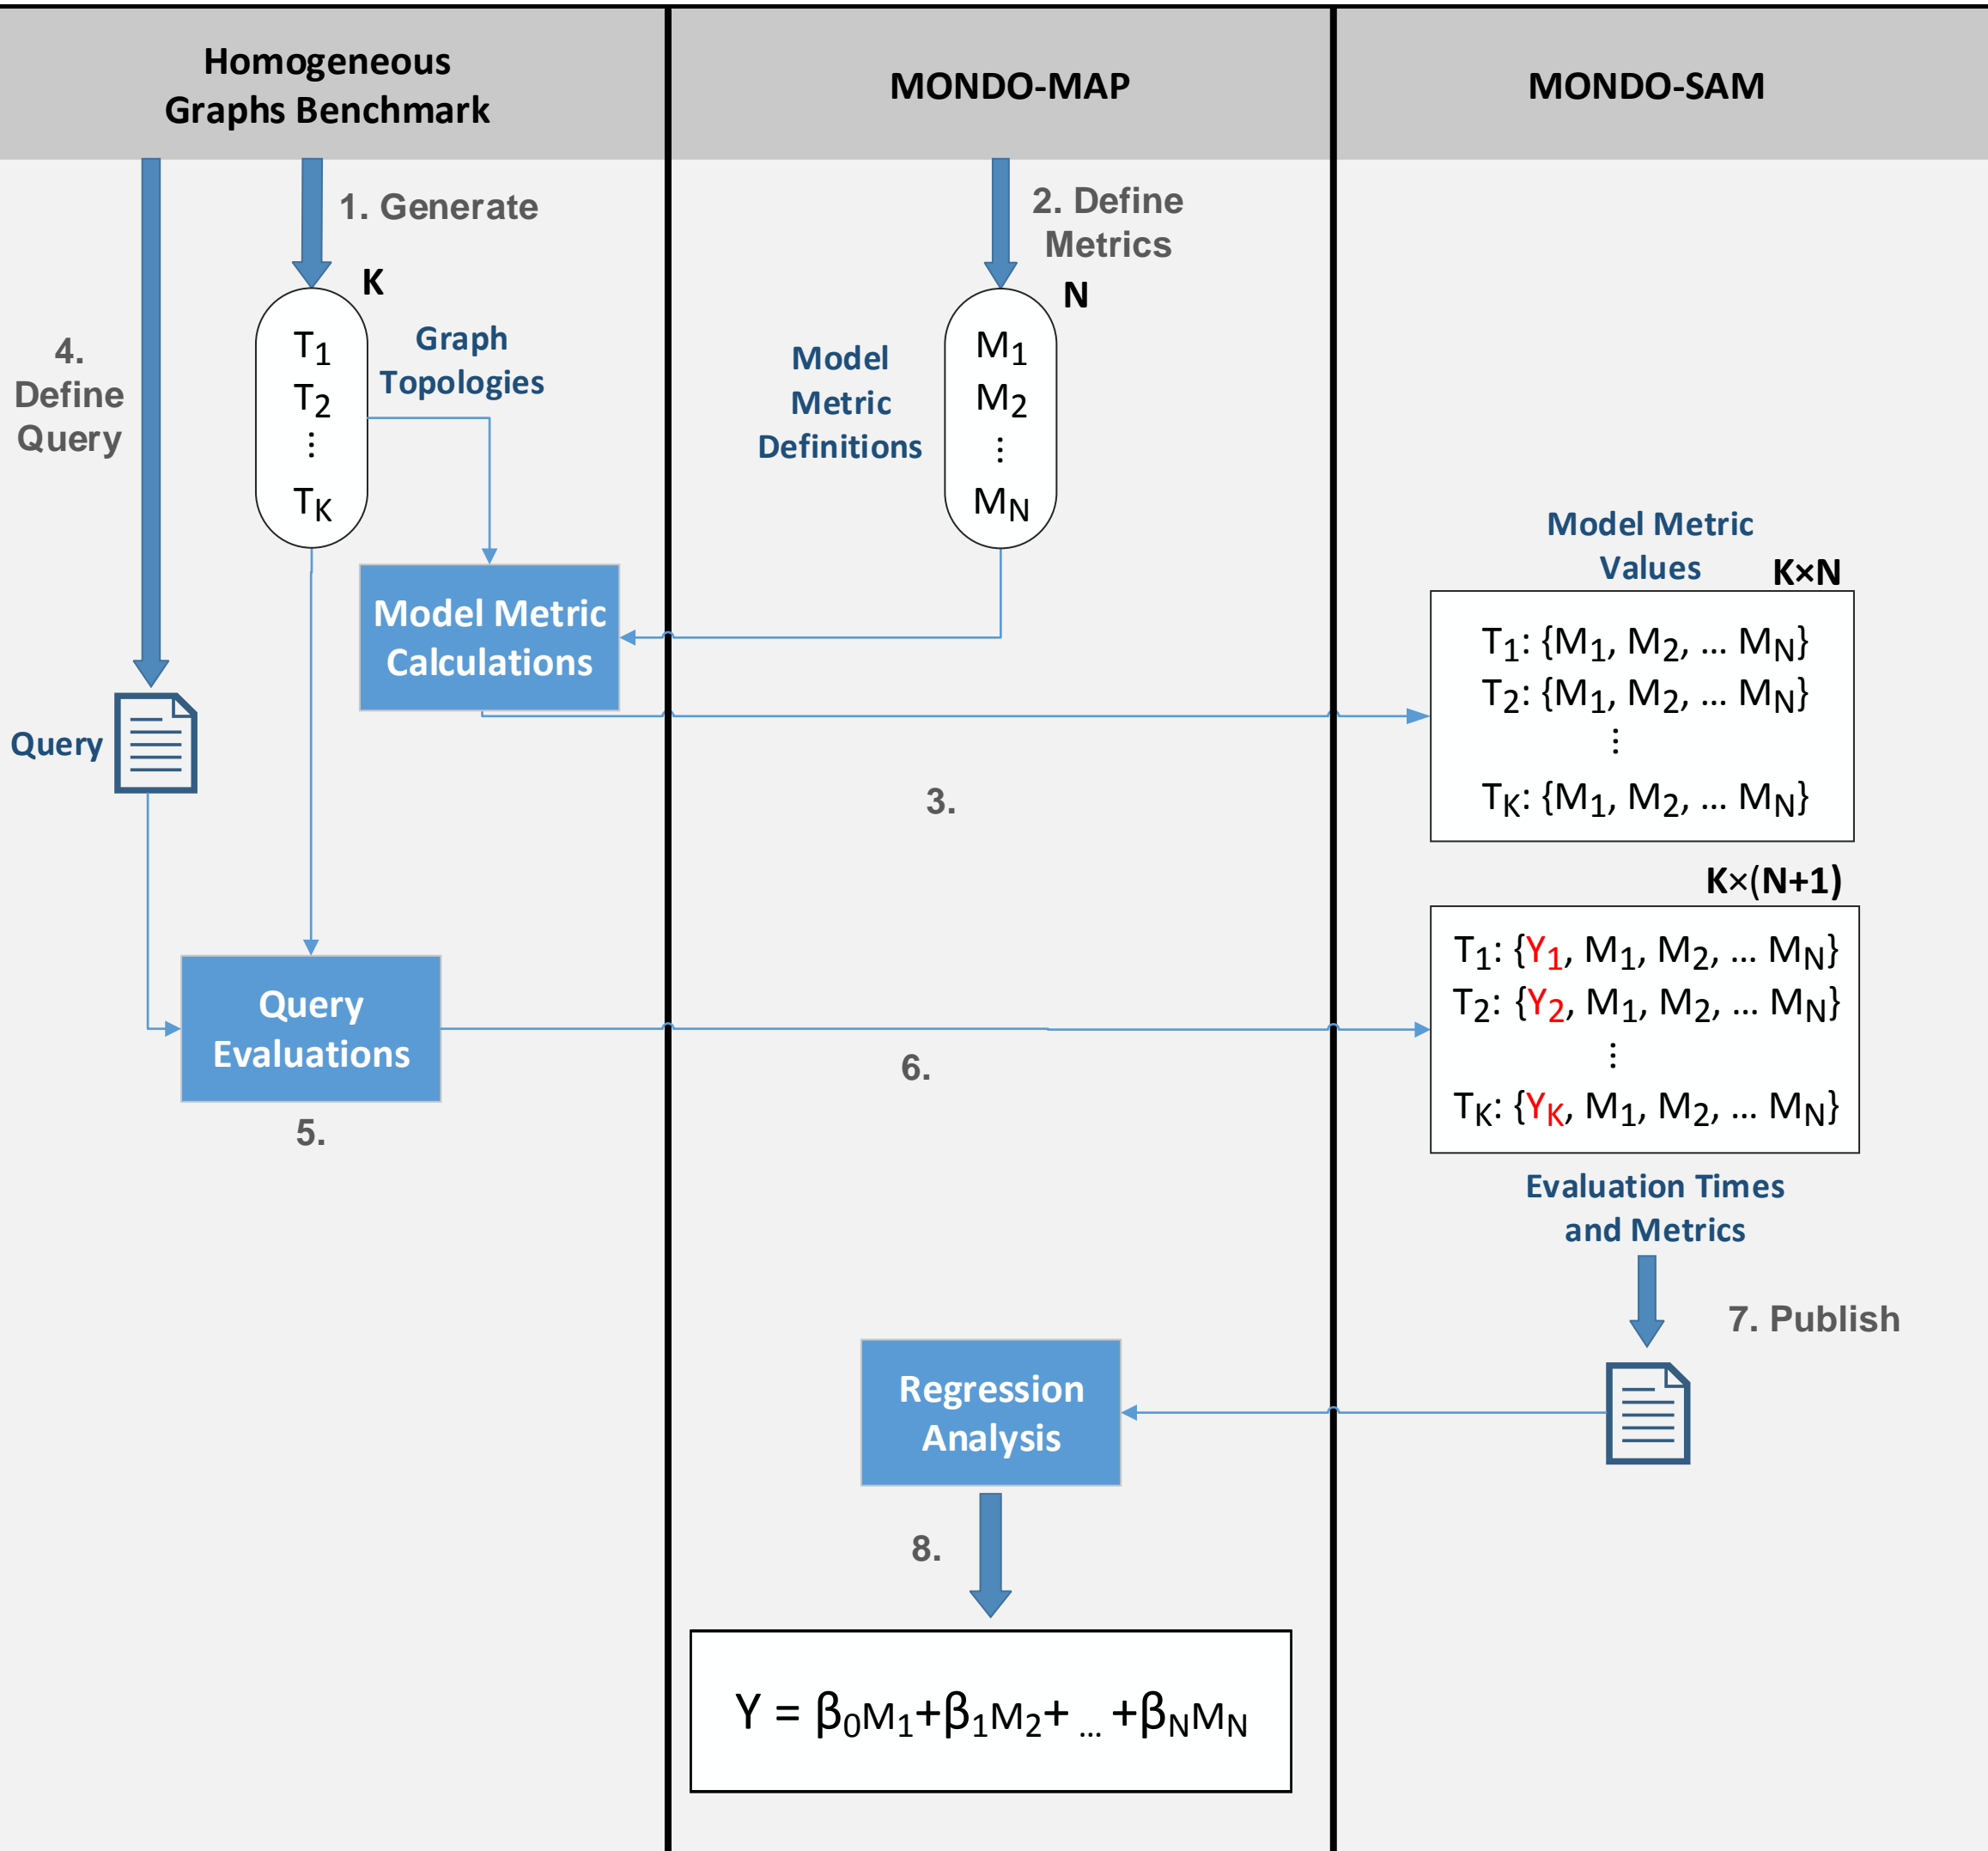 Homogeneous
Graphs Benchmark
MONDO-MAP
MONDO-SAM
1. Generate
2. Define
Metrics
K
N
4.
Define
Query
T1
T2
⋮
TK
Graph
Topologies
Model
Metric
Definitions
M1
M2
⋮
MN
Model Metric
Values
K×N
Model Metric
Calculations
T1: {M1, M2, ... MN}
T2: {M1, M2, ... MN}
⋮
TK: {M1, M2, ... MN}
Query
3.
K×(N+1)
T1: {Y1, M1, M2, ... MN}
T2: {Y2, M1, M2, ... MN}
⋮
TK: {YK, M1, M2, ... MN}
Query
Evaluations
5.
6.
Evaluation Times
and Metrics
7. Publish
Regression
Analysis
8.
Y = β0M1+β1M2+ ... +βNMN